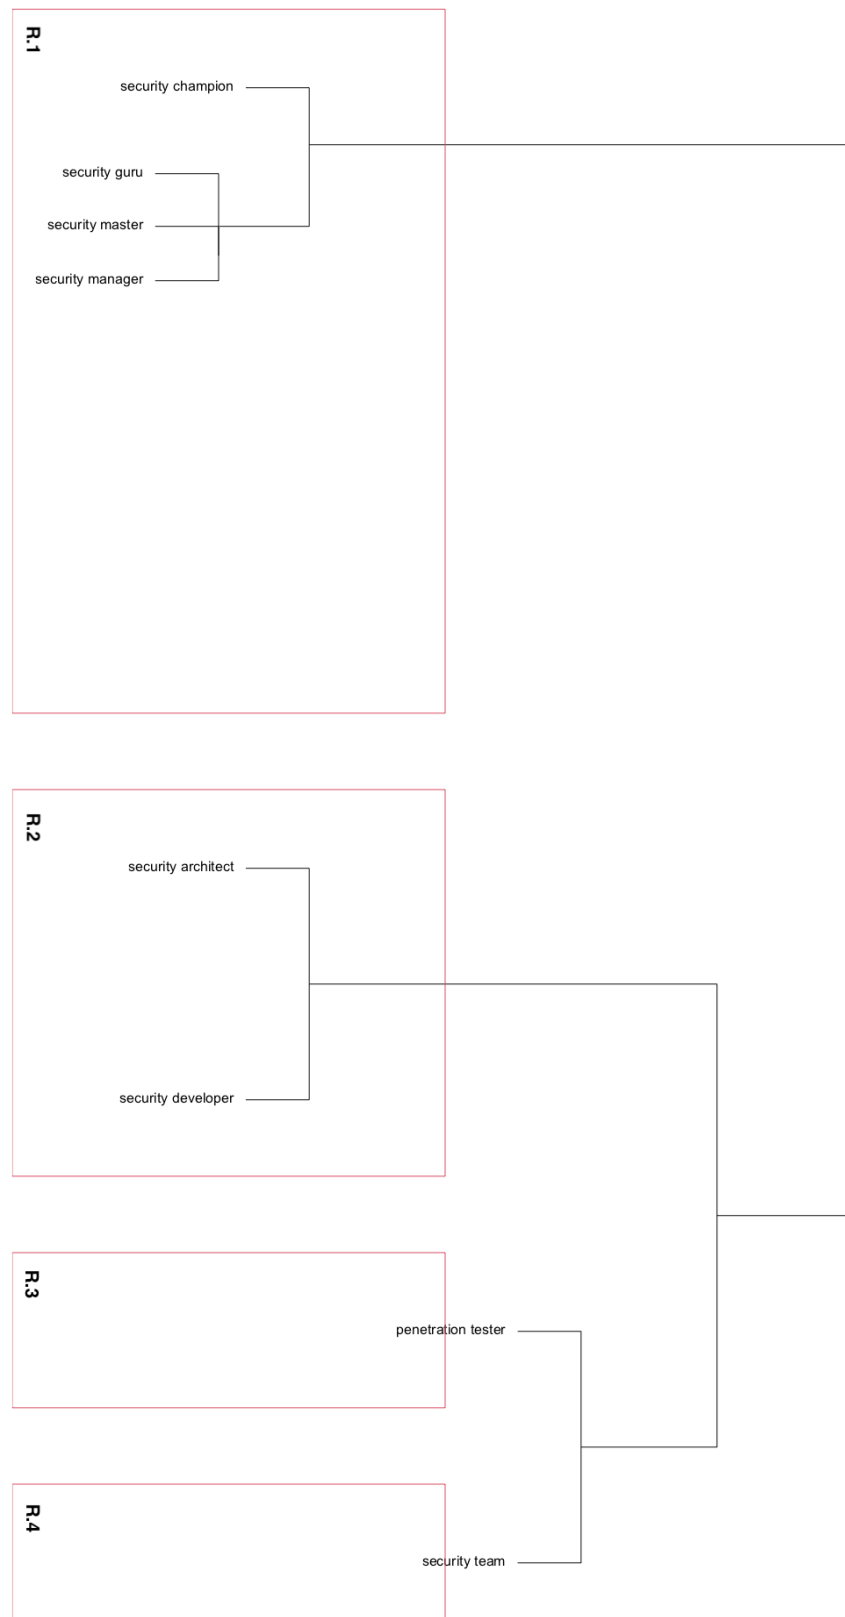 R.1
security champion
security guru
security master
security manager
R.2
security architect
security developer
R.3
penetration tester
R.4
security team